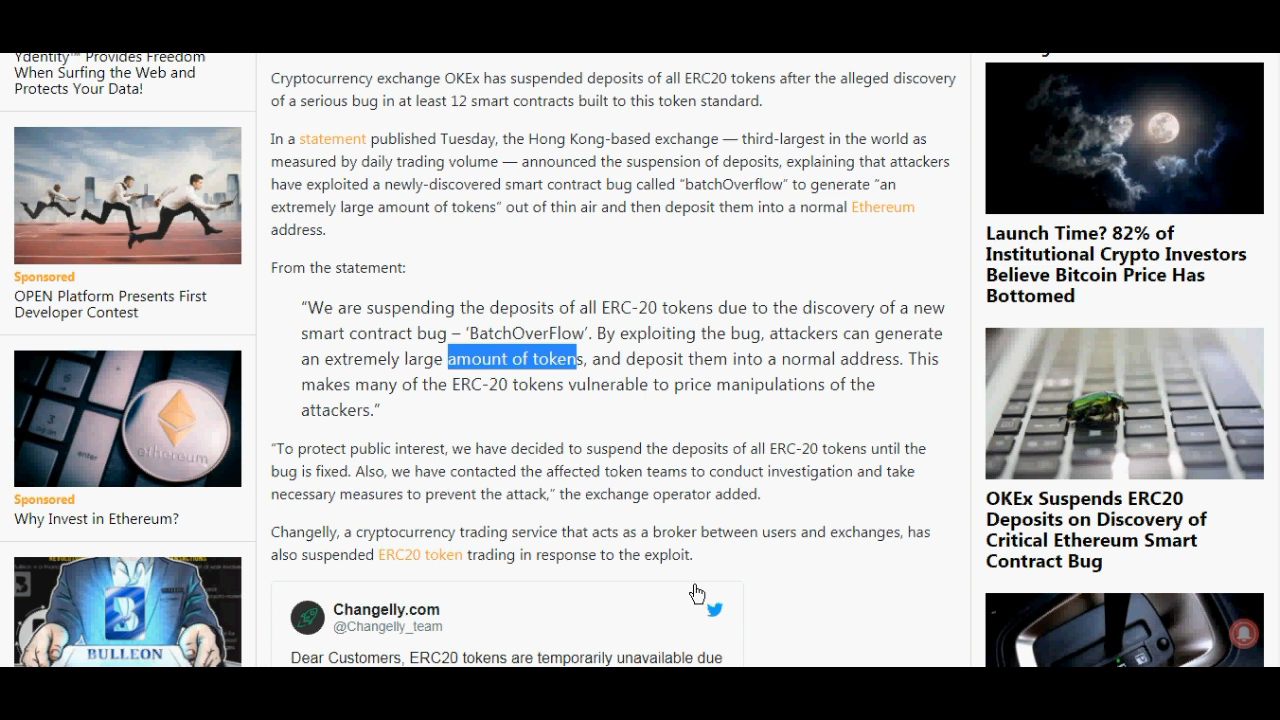 Ydentity™ Provides Freedom
When Surfing the Web and
Protects Your Data!
Sponsored
OPEN Platform Presents First
Developer Contest
enter
ethereum
Sponsored
Why Invest in Ethereum?
BULLEON
Cryptocurrency exchange OKEx has suspended deposits of all ERC20 tokens after the alleged discovery
of a serious bug in at least 12 smart contracts built to this token standard.
In a statement published Tuesday, the Hong Kong-based exchange — third-largest in the world as
measured by daily trading volume — announced the suspension of deposits, explaining that attackers
have exploited a newly-discovered smart contract bug called “batchOverflow” to generate “an
extremely large amount of tokens” out of thin air and then deposit them into a normal Ethereum
address.
From the statement:
“We are suspending the deposits of all ERC-20 tokens due to the discovery of a new
smart contract bug – ‘BatchOverFlow’. By exploiting the bug, attackers can generate
an extremely large amount of tokens, and deposit them into a normal address. This
makes many of the ERC-20 tokens vulnerable to price manipulations of the
attackers.”
“To protect public interest, we have decided to suspend the deposits of all ERC-20 tokens until the
bug is fixed. Also, we have contacted the affected token teams to conduct investigation and take
necessary measures to prevent the attack,” the exchange operator added.
Changelly, a cryptocurrency trading service that acts as a broker between users and exchanges, has
also suspended ERC20 token trading in response to the exploit.
Changelly.com
@Changelly_team
Dear Customers, ERC20 tokens are temporarily unavailable due
Launch Time? 82% of
Institutional Crypto Investors
Believe Bitcoin Price Has
Bottomed
OKEx Suspends ERC20
Deposits on Discovery of
Critical Ethereum Smart
Contract Bug